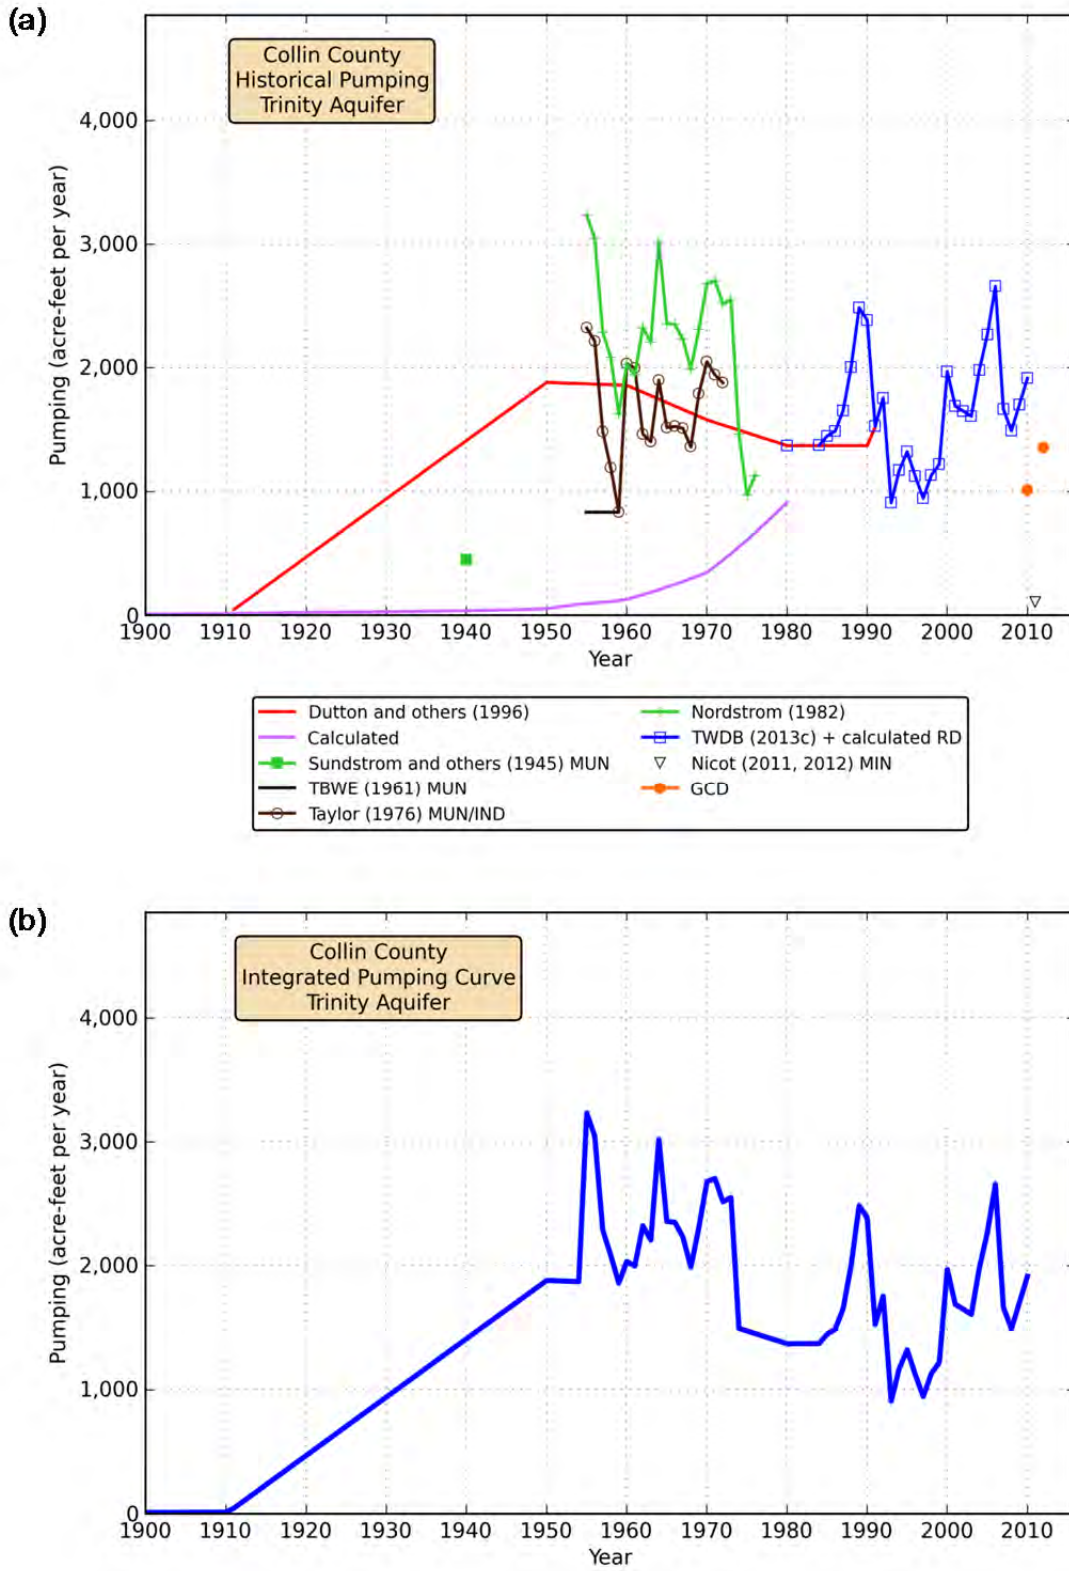 (a)
Collin County
Historical Pumping
Trinity Aquifer
Pumping (acre-feet per year)
4,000
3,000
2,000
1,000
0
1900 1910 1920 1930 1940 1950 1960 1970 1980 1990 2000 2010
Year
Dutton and others (1996)
Calculated
Sundstrom and others (1945) MUN
TBWE (1961) MUN
Taylor (1976) MUN/IND
Nordstrom (1982)
TWDB (2013c) + calculated RD
Nicot (2011, 2012) MIN
GCD
(b)
Collin County
Integrated Pumping Curve
Trinity Aquifer
Pumping (acre-feet per year)
4,000
3,000
2,000
1,000
0
1900 1910 1920 1930 1940 1950 1960 1970 1980 1990 2000 2010
Year